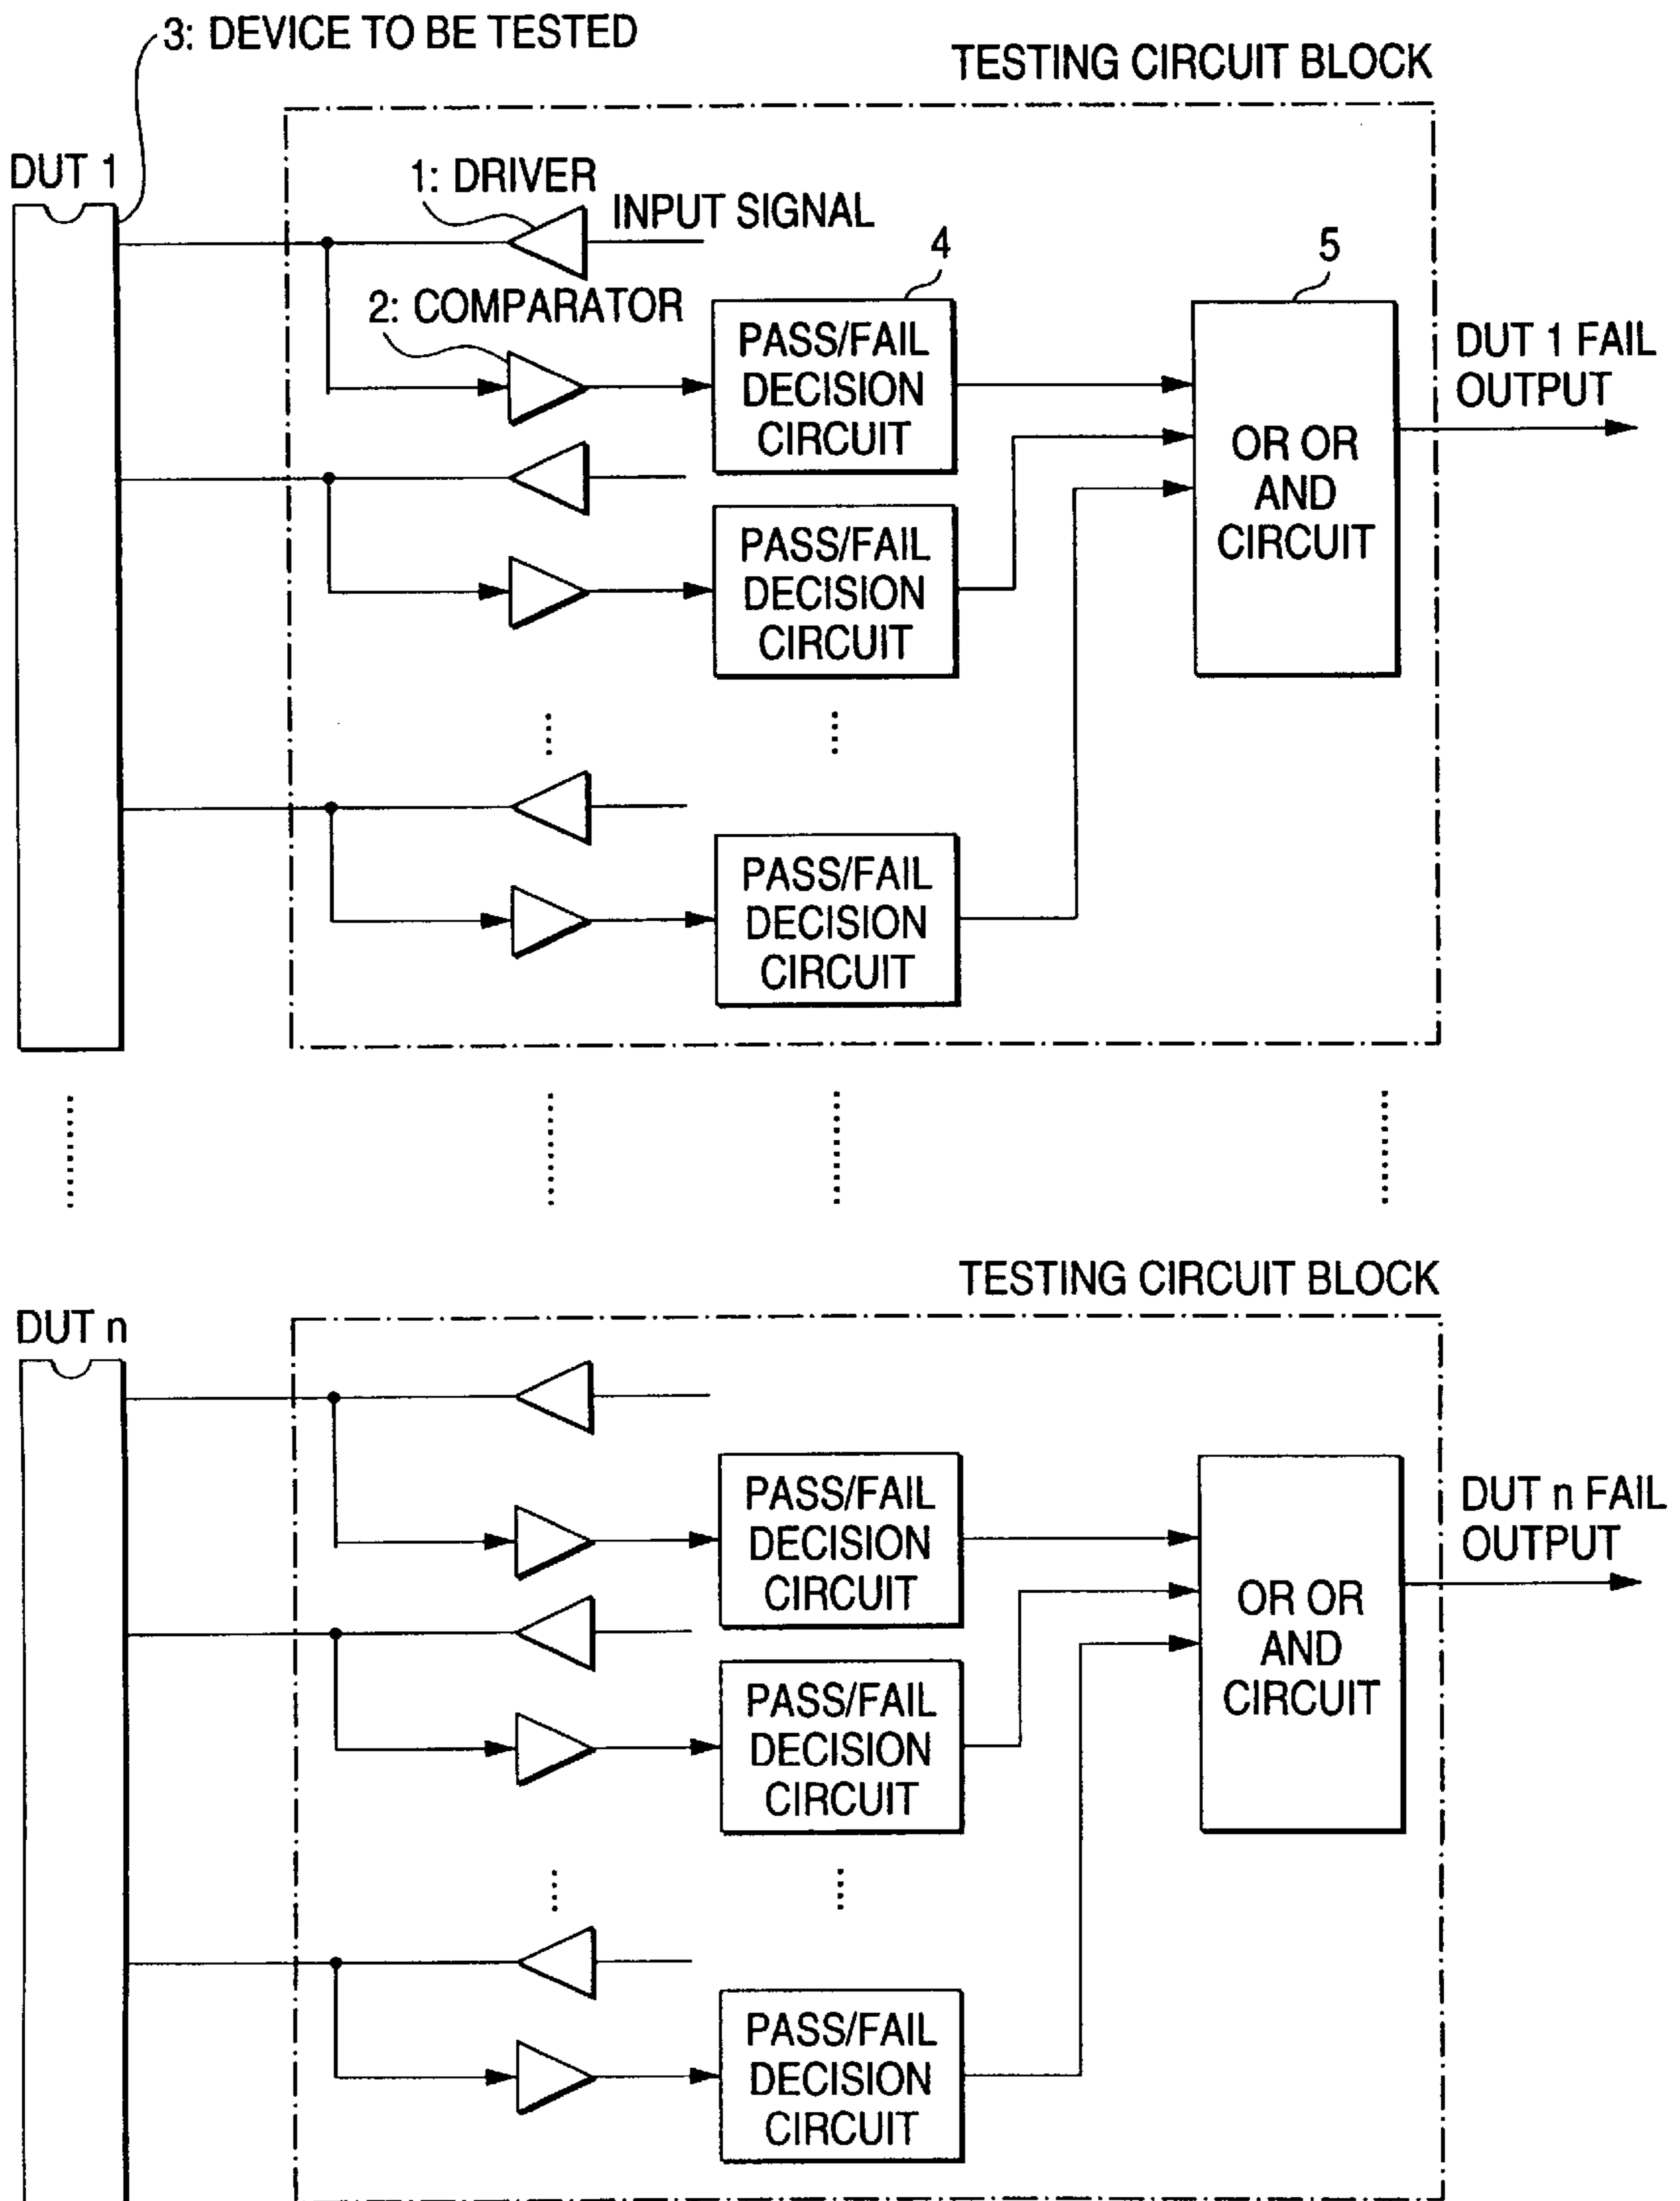 3: DEVICE TO BE TESTED
TESTING CIRCUIT BLOCK
DUT 1
1: DRIVER
INPUT SIGNAL
2: COMPARATOR
4
5
PASS/FAIL
DECISION
CIRCUIT
OR OR
AND
CIRCUIT
DUT 1 FAIL
OUTPUT
PASS/FAIL
DECISION
CIRCUIT
PASS/FAIL
DECISION
CIRCUIT
TESTING CIRCUIT BLOCK
DUT n
PASS/FAIL
DECISION
CIRCUIT
OR OR
AND
CIRCUIT
DUT n FAIL
OUTPUT
PASS/FAIL
DECISION
CIRCUIT
PASS/FAIL
DECISION
CIRCUIT